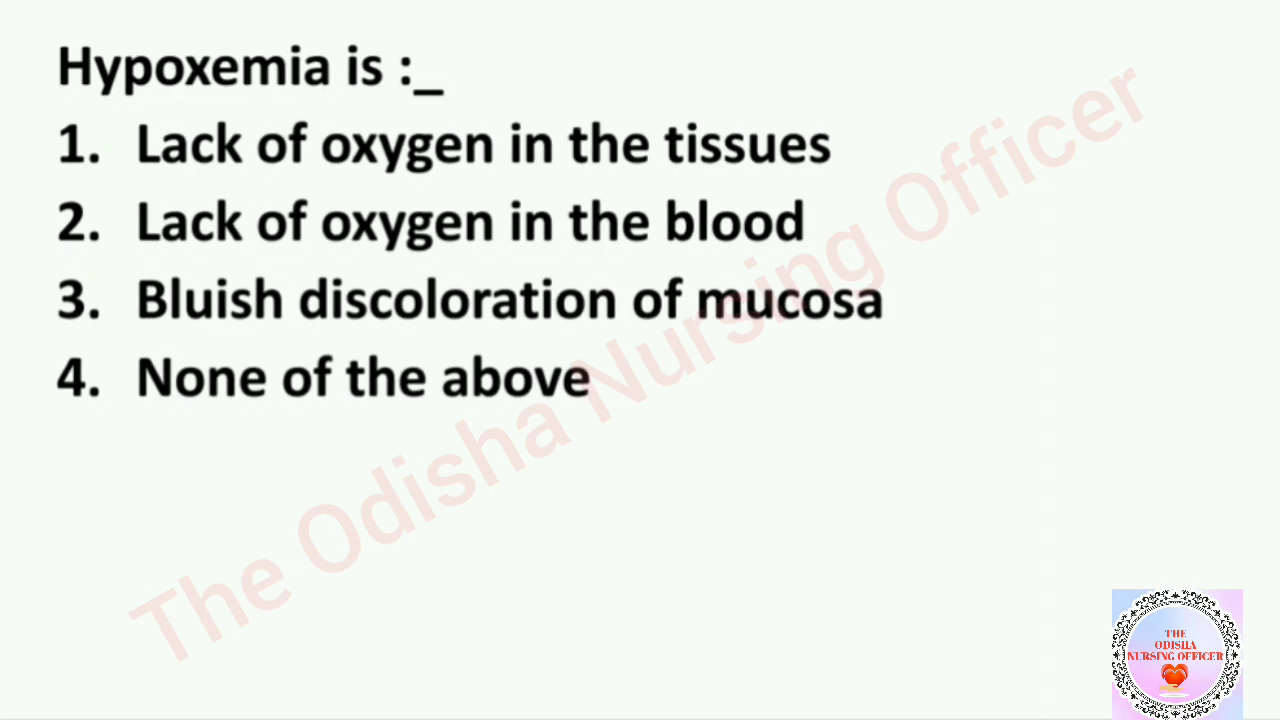 Hypoxemia is :_
1. Lack of oxygen in the tissues
2. Lack of oxygen in the blood
3. Bluish discoloration of mucosa
4. None of the above
The Odisha Nursing Officer
THE
ODISHA
NURSING OFFICER